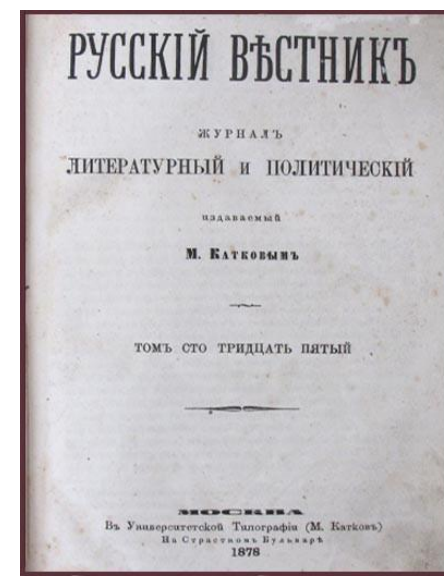 РУССКІЙ ВѢСТНИКЪ
ЖУРНАЛЪ
ЛИТЕРАТУРНЫЙ И ПОЛИТИЧЕСКІЙ
издаваемый
М. Катковымъ
ТОМЪ СТО ТРИДЦАТЬ ПЯТЫЙ
МОСКВА
Въ Университетской Типографіи (М. Катковъ)
На Страстномъ Бульварѣ
1878